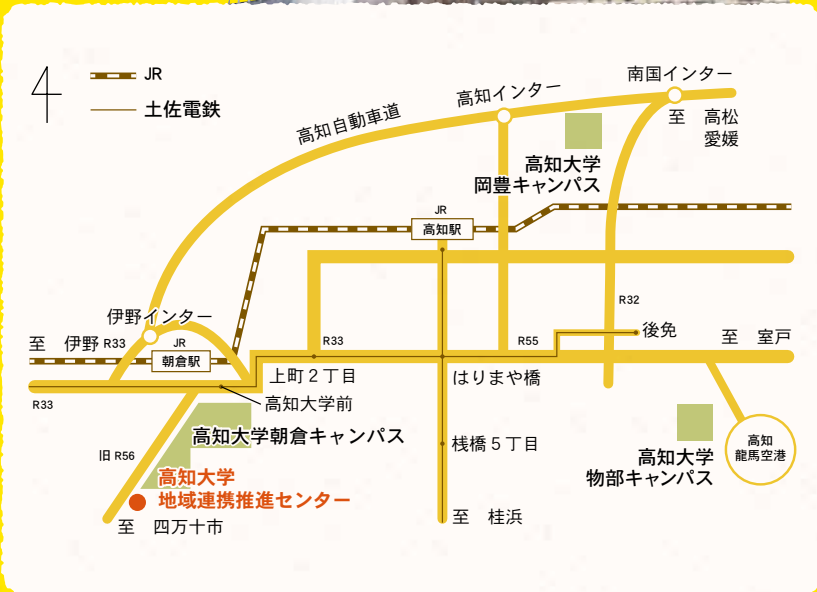 JR
土佐電鉄
高知自動車道
高知インター
南国インター
至 高松
愛媛
高知大学
岡豊キャンパス
JR
高知駅
伊野インター
R32
至 伊野 R33
JR
朝倉駅
R33
R55
後免
至 室戸
上町2丁目
はりまや橋
R33
高知大学前
高知大学朝倉キャンパス
桟橋5丁目
旧 R56
高知大学
物部キャンパス
高知
龍馬空港
高知大学
地域連携推進センター
至 四万十市
至 桂浜